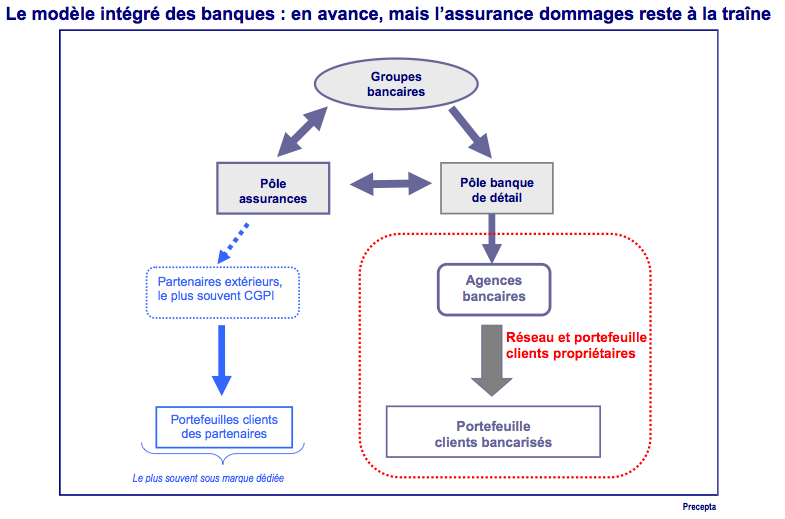 Le modèle intégré des banques : en avance, mais l'assurance dommages reste à la traîne
Groupes
bancaires
Pôle
assurances
Pôle banque
de détail
Partenaires extérieurs,
le plus souvent CGPI
Agences
bancaires
Réseau et portefeuille
clients propriétaires
Portefeuilles clients
des partenaires
Portefeuille
clients bancarisés
Le plus souvent sous marque dédiée
Precepta